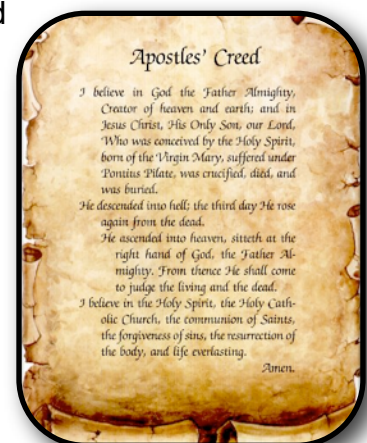 d
Apostles' Creed
I believe in God the Father Almighty,
Creator of heaven and earth; and in
Jesus Christ, His Only Son, our Lord,
Who was conceived by the Holy Spirit,
born of the Virgin Mary, suffered under
Pontius Pilate, was crucified, died, and
was buried.
He descended into hell; the third day He rose
again from the dead.
He ascended into heaven, sitteth at the
right hand of God, the Father Al-
mighty. From thence He shall come
to judge the living and the dead.
I believe in the Holy Spirit, the Holy Cath-
olic Church, the communion of Saints,
the forgiveness of sins, the resurrection of
the body, and life everlasting.
Amen.